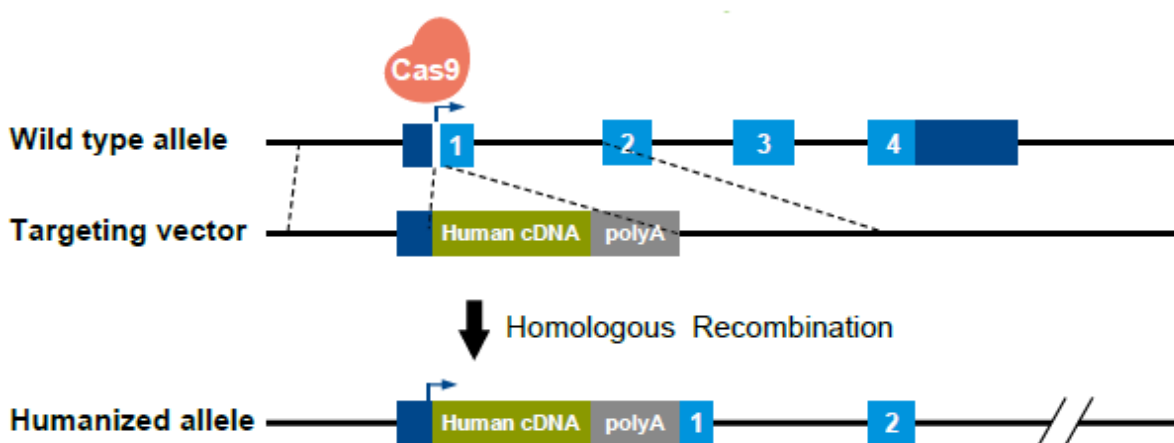 Cas9
Wild type allele 1 2 3 4
Targeting vector Human cDNA polyA
Homologous Recombination
Humanized allele Human cDNA polyA 1 2